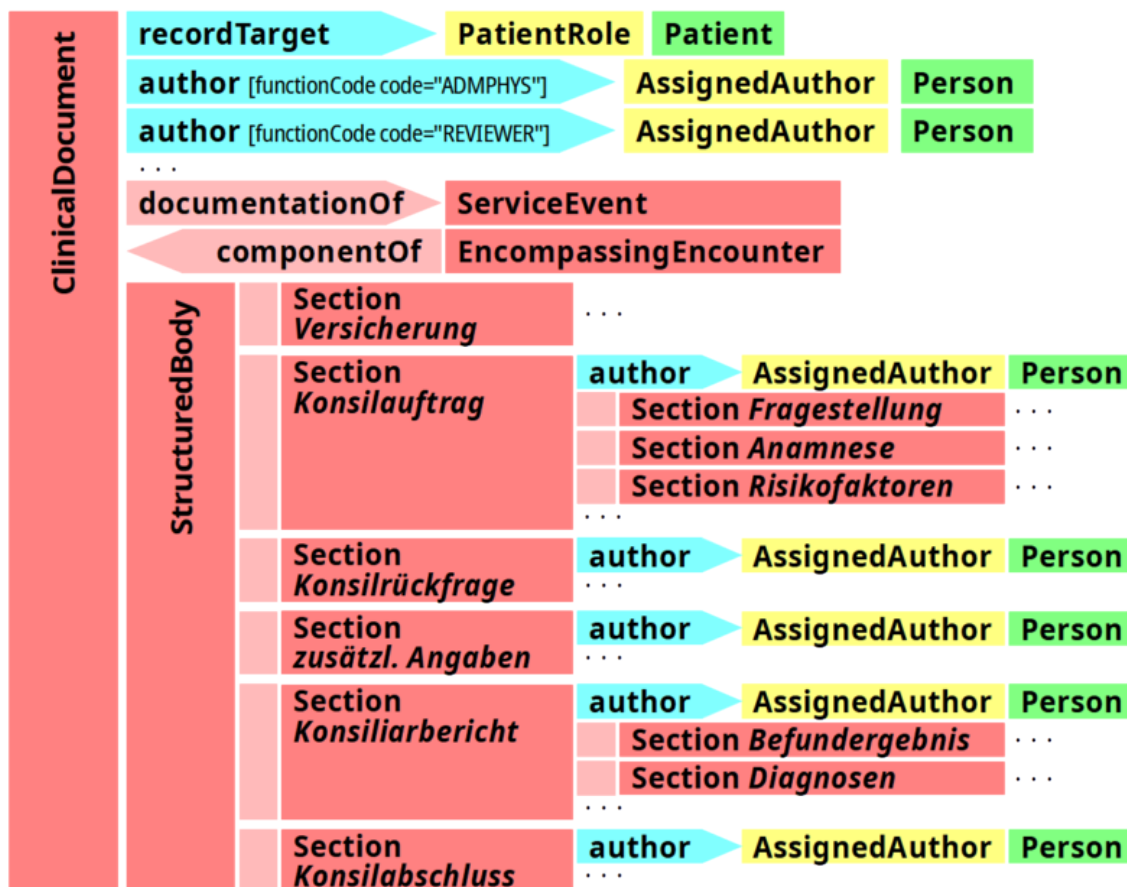 ClinicalDocument
recordTarget PatientRole Patient
author [functionCode code="ADMPHYS"] AssignedAuthor Person
author [functionCode code="REVIEWER"] AssignedAuthor Person
. . .
documentationOf ServiceEvent
componentOf EncompassingEncounter
StructuredBody
Section
Versicherung
. . .
Section
Konsilauftrag
author AssignedAuthor Person
Section Fragestellung . . .
Section Anamnese . . .
Section Risikofaktoren . . .
. . .
Section
Konsilrückfrage
author AssignedAuthor Person
. . .
Section
zusätzl. Angaben
author AssignedAuthor Person
. . .
Section
Konsiliarbericht
author AssignedAuthor Person
Section Befundergebnis . . .
Section Diagnosen . . .
. . .
Section
Konsilabschluss
author AssignedAuthor Person
. . .